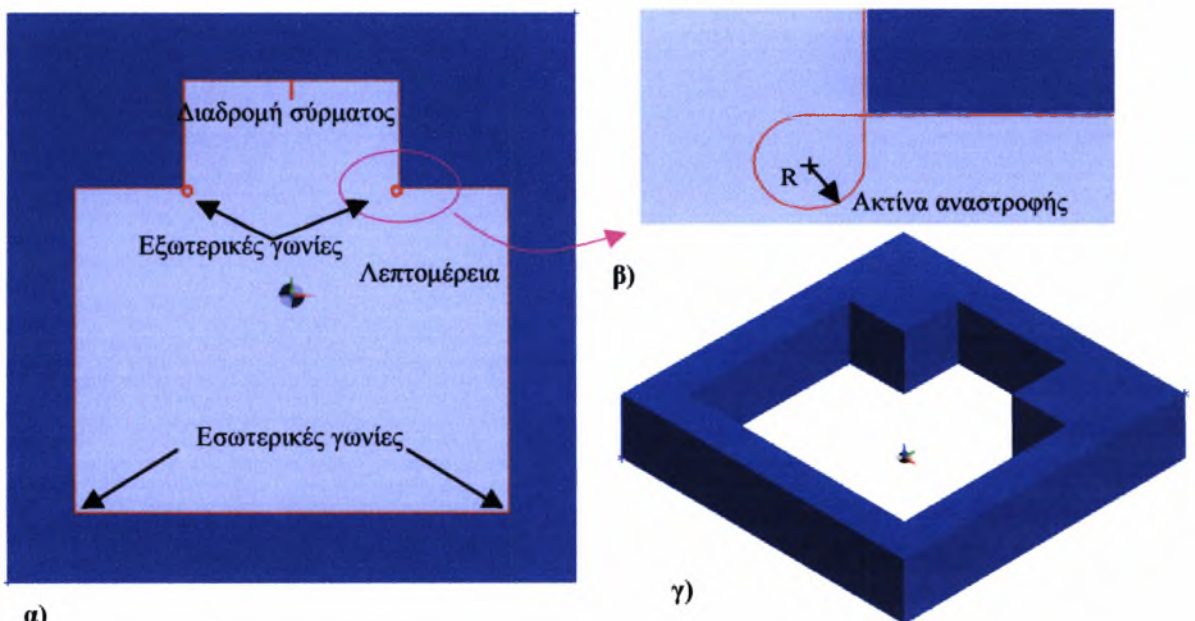 Διαδρομή σύρματος
Εξωτερικές γωνίες
Λεπτομέρεια
Εσωτερικές γωνίες
α)
R
Ακτίνα αναστροφής
β)
γ)